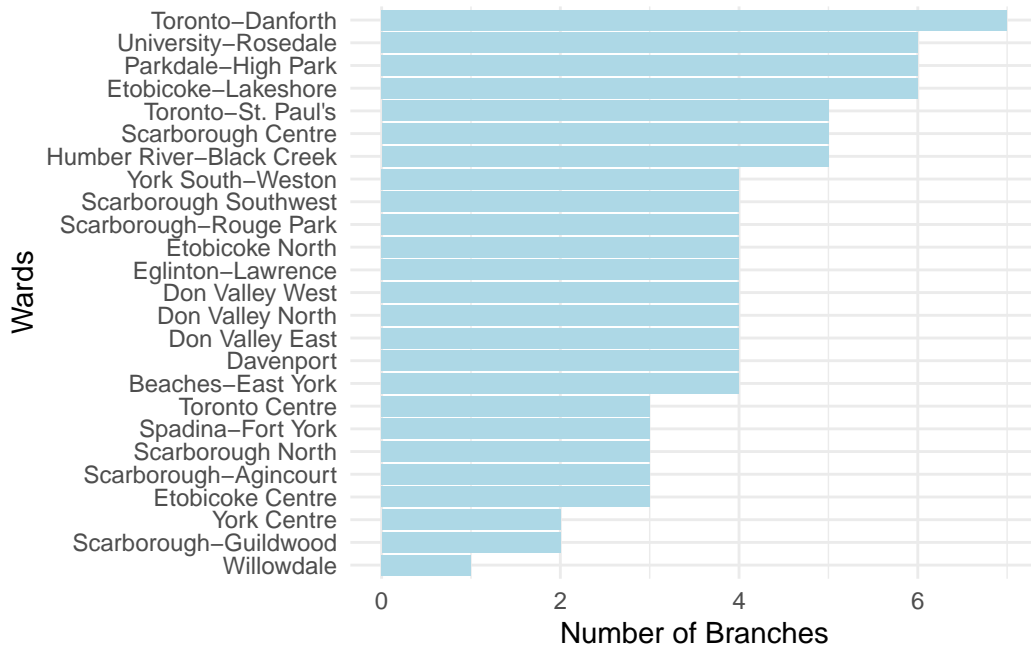 Toronto−Danforth
University−Rosedale
Parkdale−High Park
Etobicoke−Lakeshore
Toronto−St. Paul's
Scarborough Centre
Humber River−Black Creek
York South−Weston
Scarborough Southwest
Scarborough−Rouge Park
Etobicoke North
Eglinton−Lawrence
Don Valley West
Don Valley North
Don Valley East
Davenport
Beaches−East York
Toronto Centre
Spadina−Fort York
Scarborough North
Scarborough−Agincourt
Etobicoke Centre
York Centre
Scarborough−Guildwood
Willowdale
Wards
0 2 4 6
Number of Branches